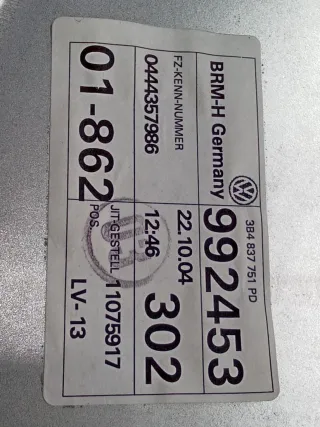 BRM-H Germany
3B4 837 751 PD
992453
FZ-KENN-NUMMER
0444357986
22.10.04
12:46
302
01-862
POS.
JIT-GESTELL 11075917
LV-13